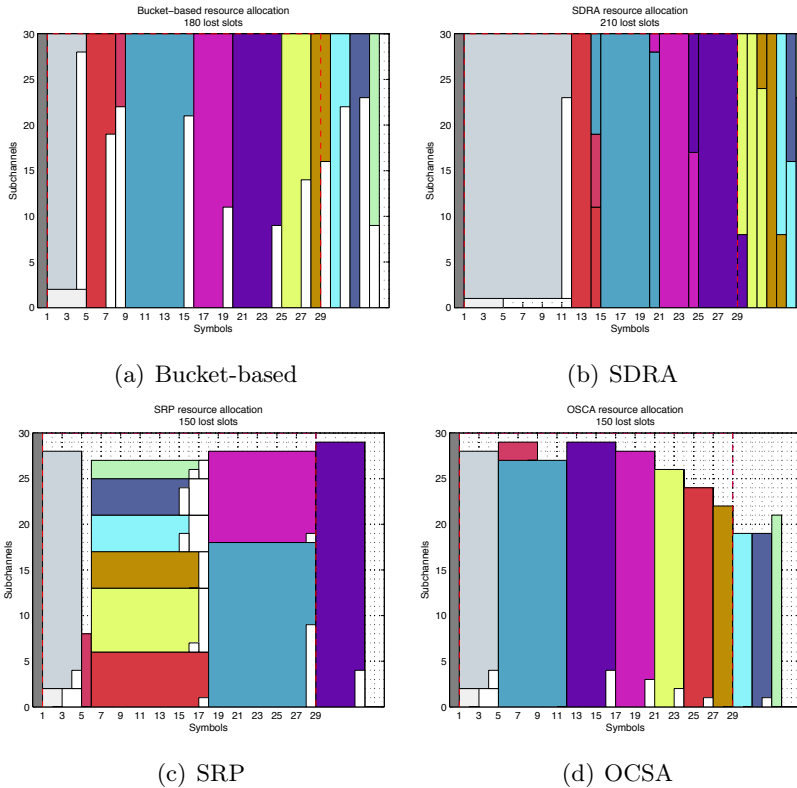 Bucket-based resource allocation
180 lost slots
30
25
20
15
10
5
0
Subchannels
1 3 5 7 9 11 13 15 16 19 21 23 25 27 29
Symbols
(a) Bucket-based
SDRA resource allocation
210 lost slots
30
25
20
15
10
5
0
Subchannels
1 3 5 7 9 11 13 15 17 19 21 23 25 27 29
Symbols
(b) SDRA
SRP resource allocation
150 lost slots
30
25
20
15
10
5
0
Subchannels
1 3 5 7 9 11 13 15 17 19 21 23 25 27 29
Symbols
(c) SRP
OSCA resource allocation
150 lost slots
30
25
20
15
10
5
0
Subchannels
1 3 5 7 9 11 13 15 17 19 21 23 25 27 29
Symbols
(d) OCSA